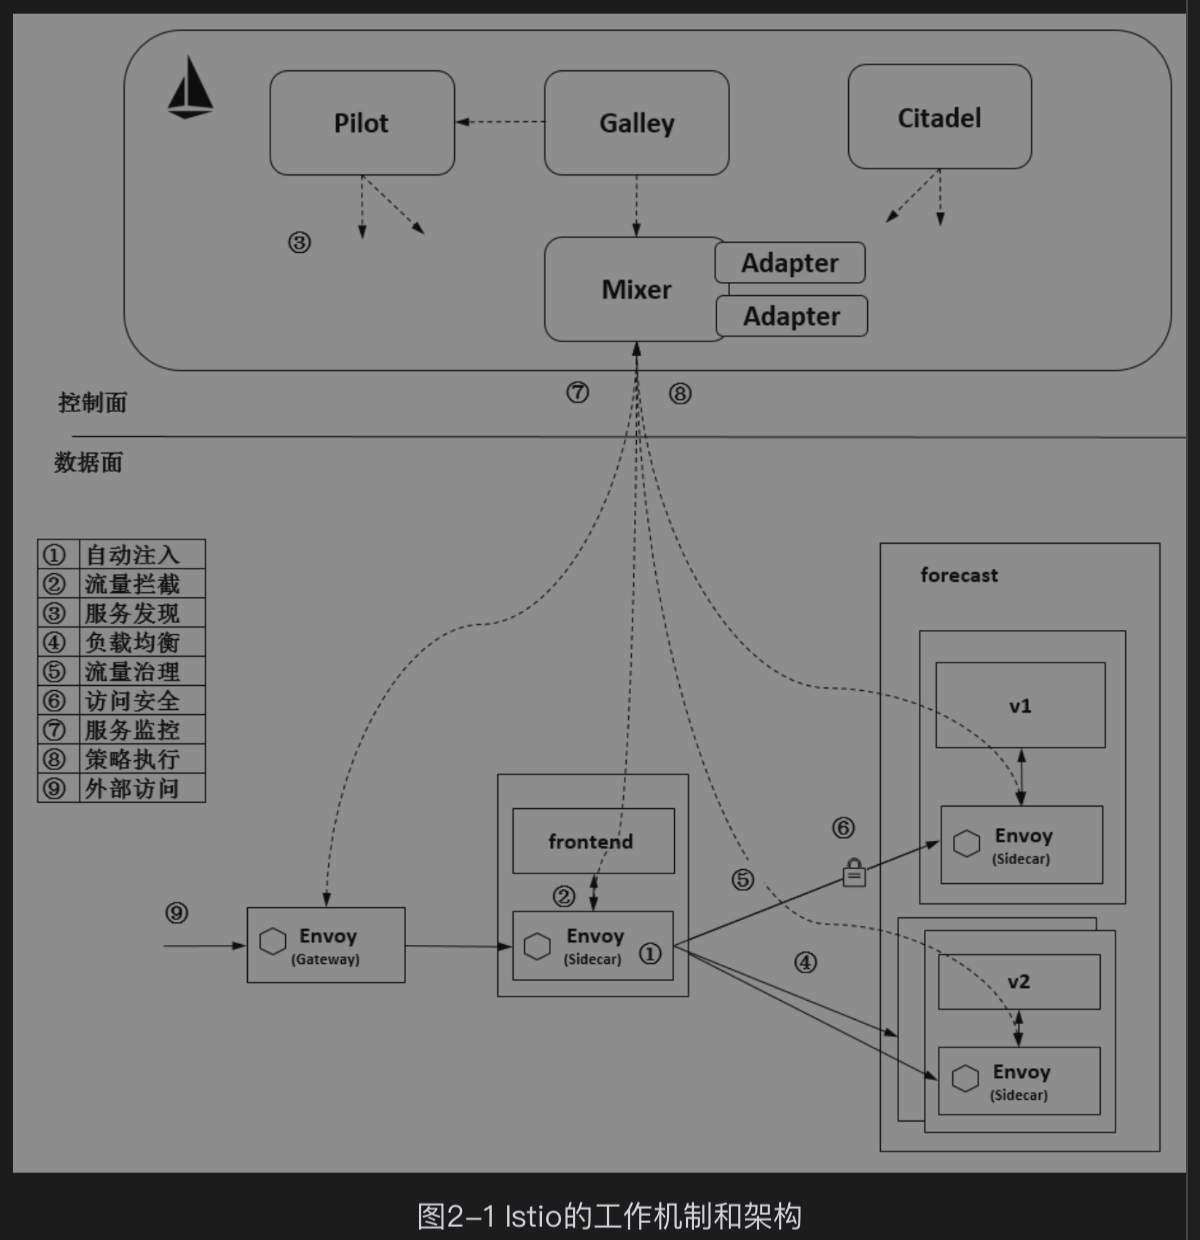 Pilot
Galley
Citadel
③
Mixer
Adapter
Adapter
⑦
⑧
控制面
数据面
① 自动注入
② 流量拦截
③ 服务发现
④ 负载均衡
⑤ 流量治理
⑥ 访问安全
⑦ 服务监控
⑧ 策略执行
⑨ 外部访问
forecast
v1
Envoy
(Sidecar)
⑥
frontend
②
⑤
⑨
Envoy
(Gateway)
Envoy
(Sidecar)
①
④
v2
Envoy
(Sidecar)
图2-1 Istio的工作机制和架构